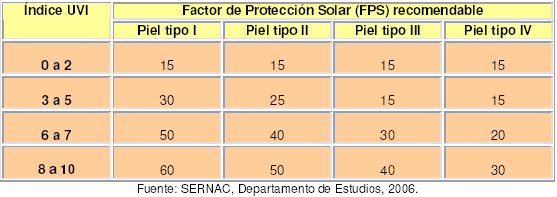 Índice UVI Factor de Protección Solar (FPS) recomendable
Piel tipo I Piel tipo II Piel tipo III Piel tipo IV
0 a 2 15 15 15 15
3 a 5 30 25 15 15
6 a 7 50 40 30 20
8 a 10 60 50 40 30
Fuente: SERNAC, Departamento de Estudios, 2006.